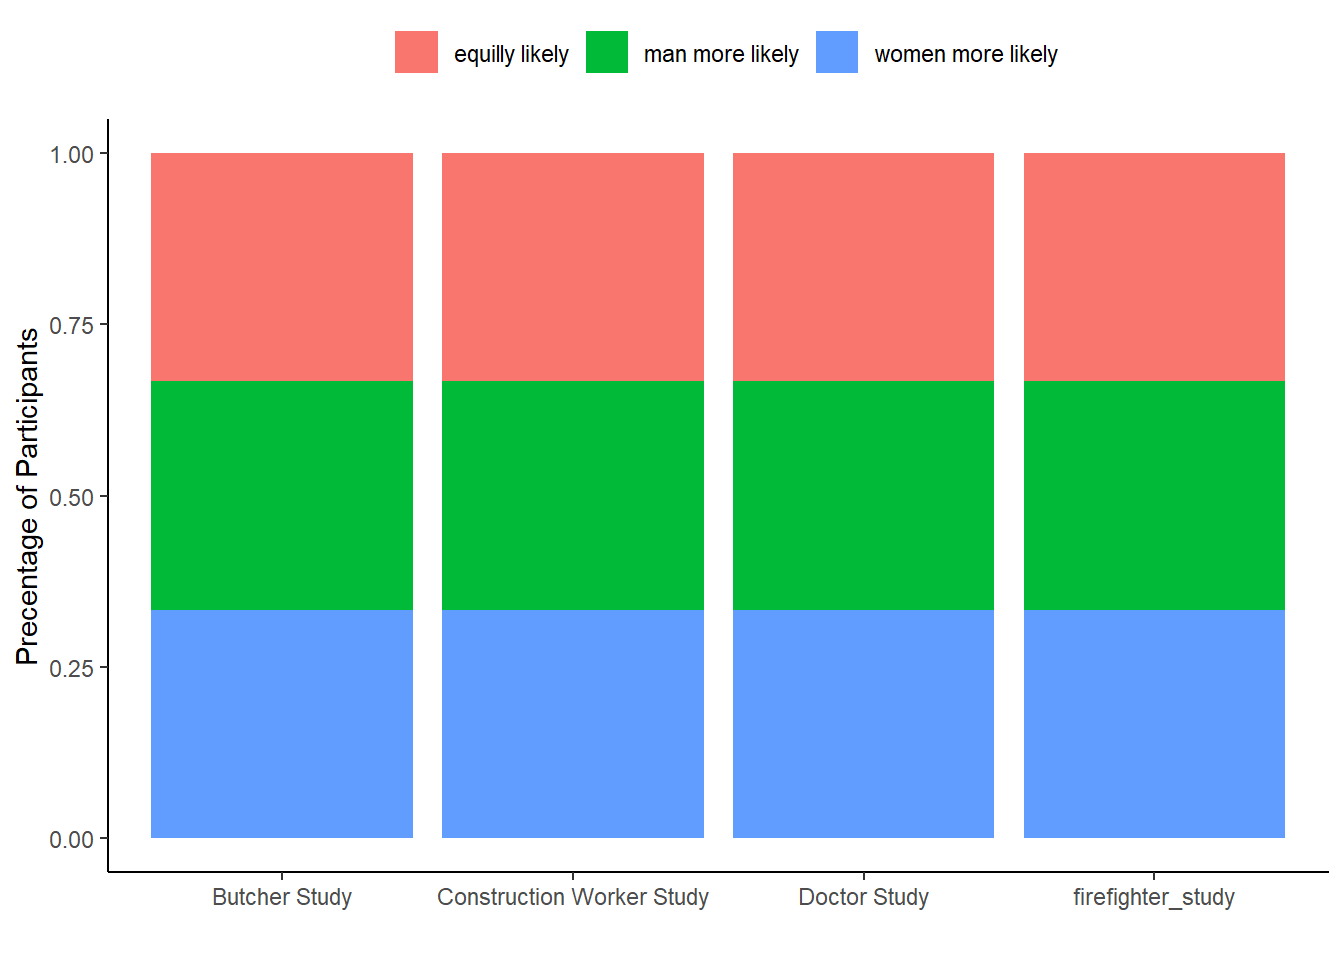 equilly likely man more likely women more likely
Precentage of Participants
1.00
0.75
0.50
0.25
0.00
Butcher Study Construction Worker Study Doctor Study firefighter_study